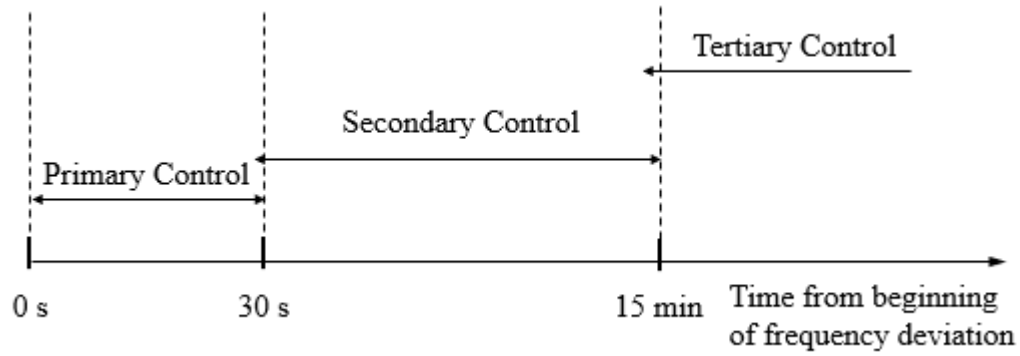 Tertiary Control
Secondary Control
Primary Control
0 s
30 s
15 min
Time from beginning
of frequency deviation